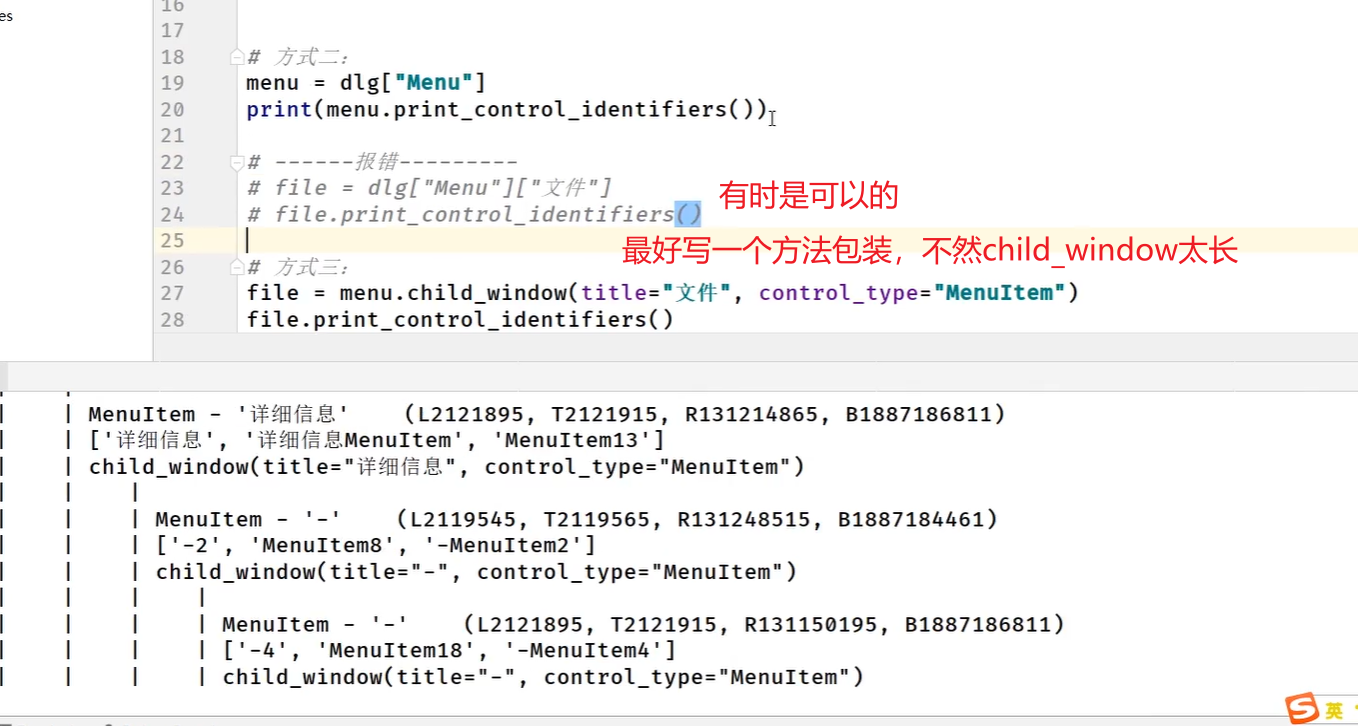 es
16
17
18 # 方式二:
19 menu = dlg["Menu"]
20 print(menu.print_control_identifiers())
21
22 # ------报错---------
23 # file = dlg["Menu"]["文件"]
有时是可以的
24 # file.print_control_identifiers()
25
最好写一个方法包装，不然child_window太长
26 # 方式三:
27 file = menu.child_window(title="文件", control_type="MenuItem")
28 file.print_control_identifiers()
| | MenuItem - '详细信息' (L2121895, T2121915, R131214865, B1887186811)
| | ['详细信息', '详细信息MenuItem', 'MenuItem13']
| | child_window(title="详细信息", control_type="MenuItem")
| | |
| | | MenuItem - '-' (L2119545, T2119565, R131248515, B1887184461)
| | | ['-2', 'MenuItem8', '-MenuItem2']
| | | child_window(title="-", control_type="MenuItem")
| | | |
| | | | MenuItem - '-' (L2121895, T2121915, R131150195, B1887186811)
| | | | ['-4', 'MenuItem18', '-MenuItem4']
| | | | child_window(title="-", control_type="MenuItem")
S 英